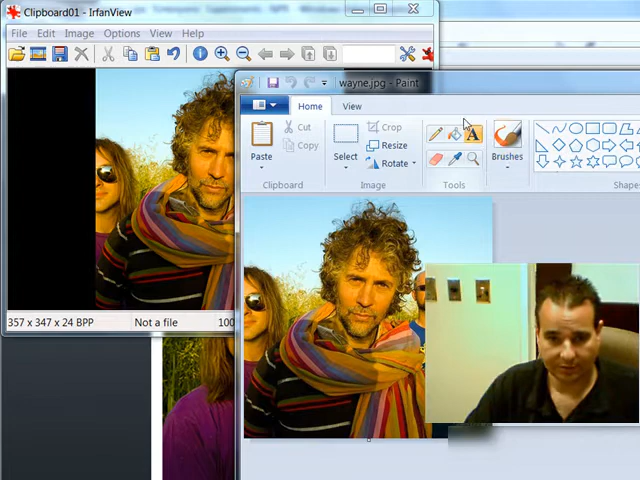 Clipboard01 - IrfanView
File Edit Image Options View Help
wayne.jpg - Paint
Home View
Paste
Cut
Copy
Clipboard
Select
Crop
Resize
Rotate
Image
A
Tools
Brushes
Shapes
357 x 347 x 24 BPP Not a file 100